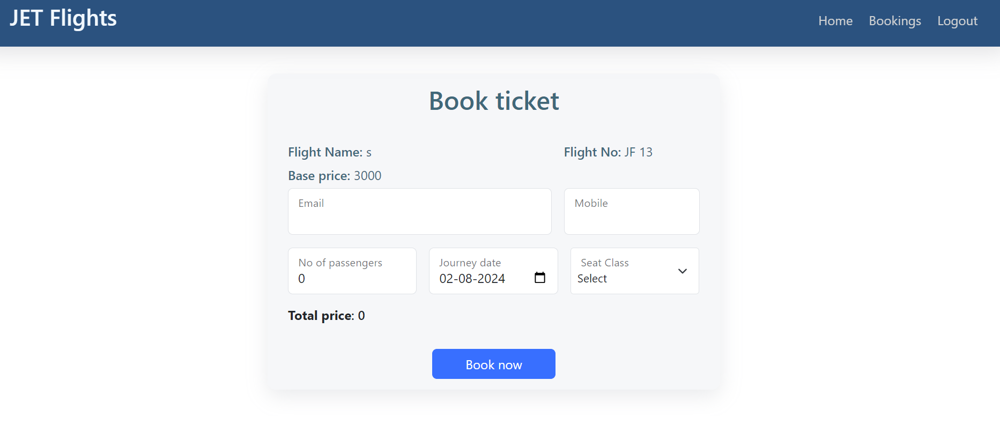 JET Flights
Home Bookings Logout
Book ticket
Flight Name: s Flight No: JF 13
Base price: 3000
Email Mobile
No of passengers Journey date Seat Class
0 02-08-2024 Select
Total price: 0
Book now